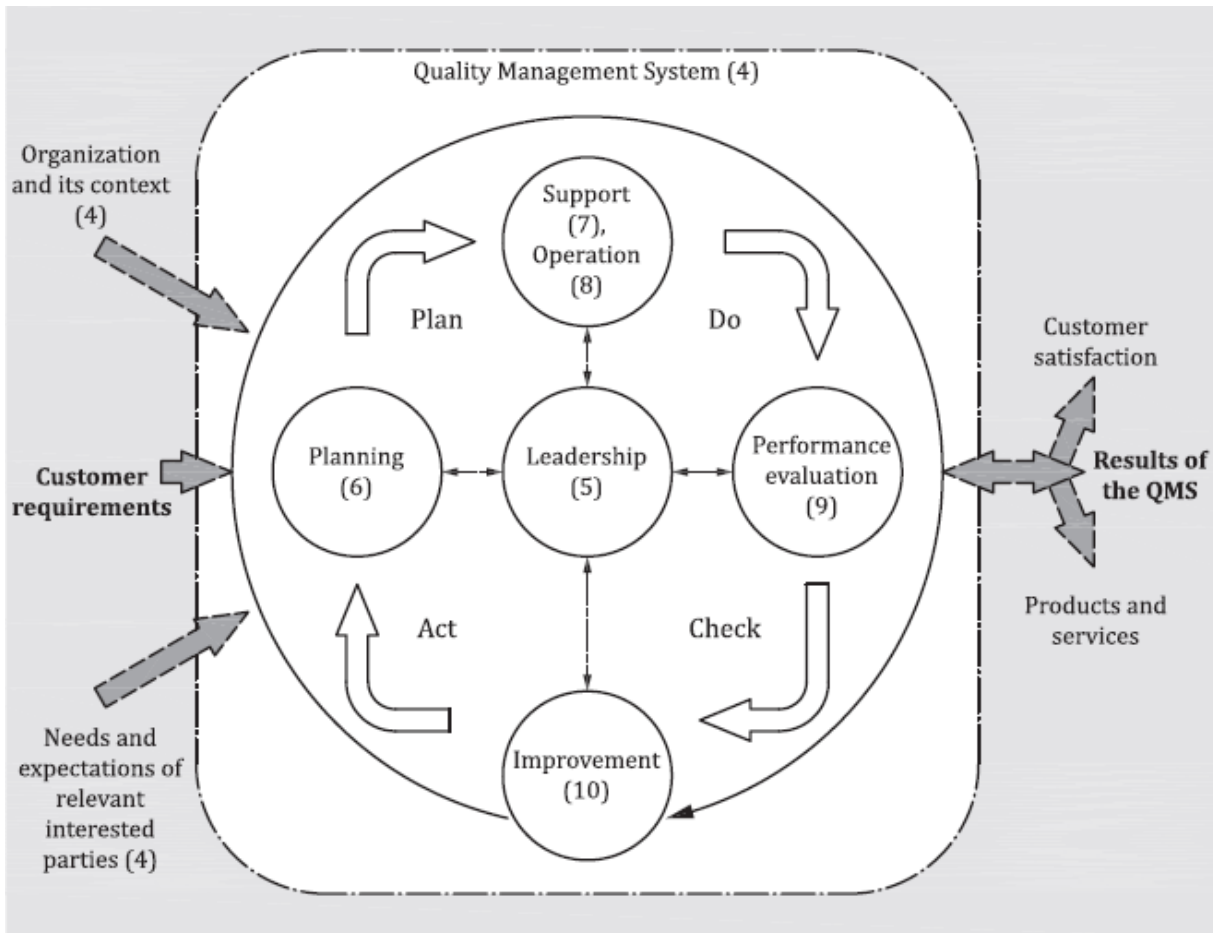 Quality Management System (4)
Organization
and its context
(4)
Support
(7),
Operation
(8)
Plan
Do
Customer
satisfaction
Planning
(6)
Leadership
(5)
Performance
evaluation
(9)
Customer
requirements
Results of
the QMS
Act
Check
Products and
services
Improvement
(10)
Needs and
expectations of
relevant
interested
parties (4)